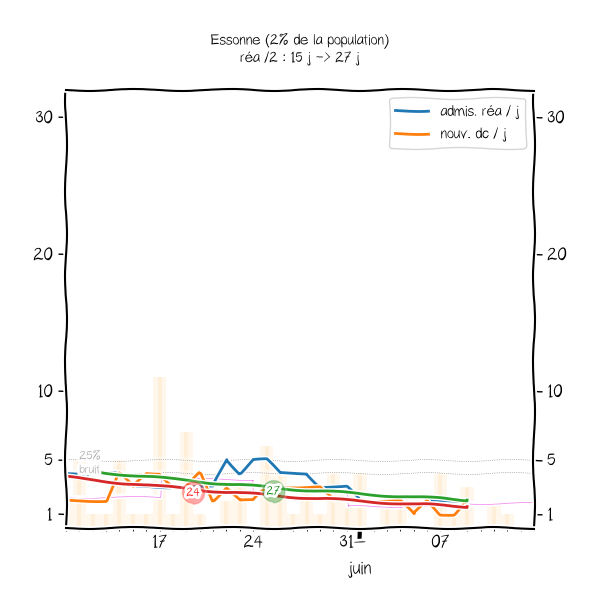 Essonne (2% de la population)
réa /2 : 15 j -> 27 j
admis. réa / j
nouv. dc / j
30
30
20
20
10
10
5
5
25%
bruit
24
27
1
1
17
24
31
07
juin